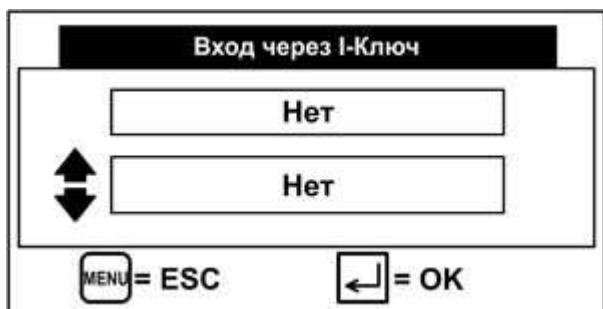 Вход через I-Ключ
Нет
Нет
MENU = ESC = OK